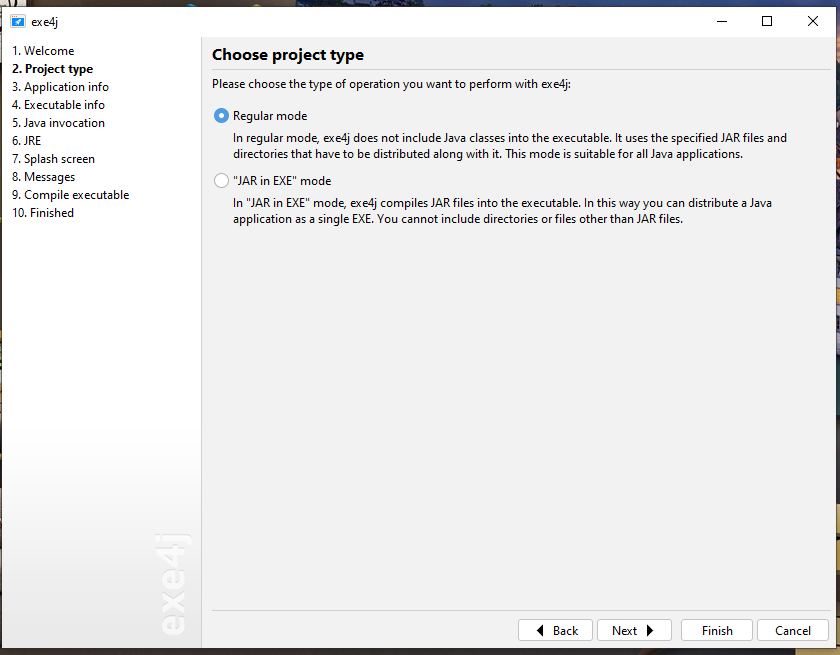 exe4j
1. Welcome
2. Project type
3. Application info
4. Executable info
5. Java invocation
6. JRE
7. Splash screen
8. Messages
9. Compile executable
10. Finished
exe4j
Choose project type
Please choose the type of operation you want to perform with exe4j:
Regular mode
In regular mode, exe4j does not include Java classes into the executable. It uses the specified JAR files and
directories that have to be distributed along with it. This mode is suitable for all Java applications.
"JAR in EXE" mode
In "JAR in EXE" mode, exe4j compiles JAR files into the executable. In this way you can distribute a Java
application as a single EXE. You cannot include directories or files other than JAR files.
Back Next Finish Cancel